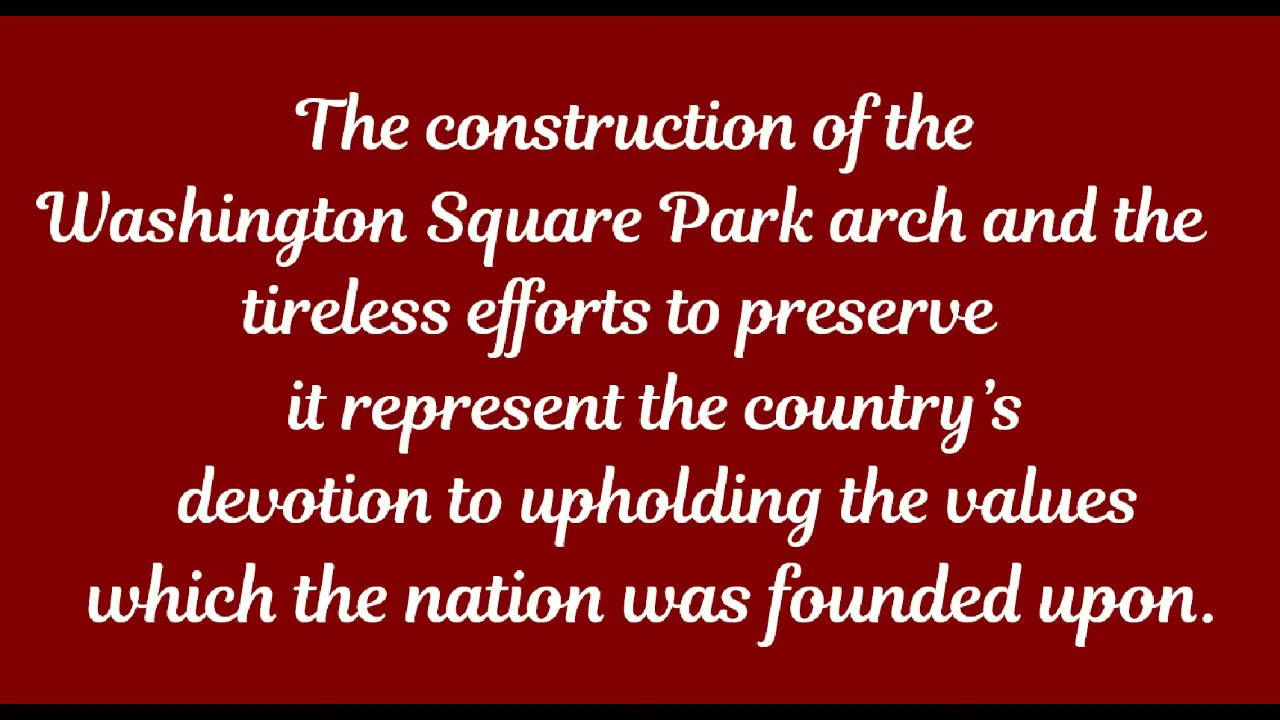 The construction of the
Washington Square Park arch and the
tireless efforts to preserve
it represent the country’s
devotion to upholding the values
which the nation was founded upon.